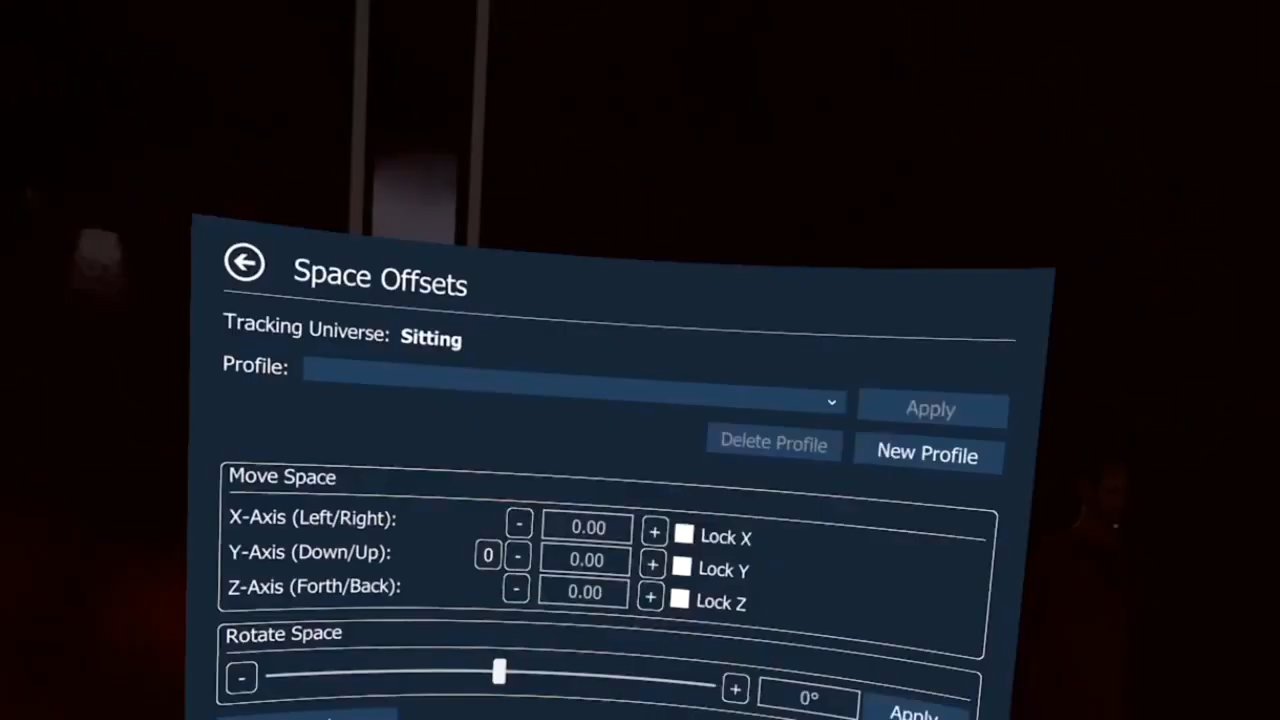 Space Offsets
Tracking Universe: Sitting
Profile:
Apply
Delete Profile New Profile
Move Space
X-Axis (Left/Right): - 0.00 + Lock X
Y-Axis (Down/Up): 0 - 0.00 + Lock Y
Z-Axis (Forth/Back): - 0.00 + Lock Z
Rotate Space
- + 0° Apply